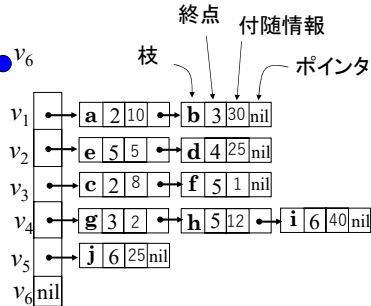 終点
付随情報
枝
ポインタ
v6
v1 a 2 10 b 3 30 nil
v2 e 5 5 d 4 25 nil
v3 c 2 8 f 5 1 nil
v4 g 3 2 h 5 12 i 6 40 nil
v5 j 6 25 nil
v6 nil